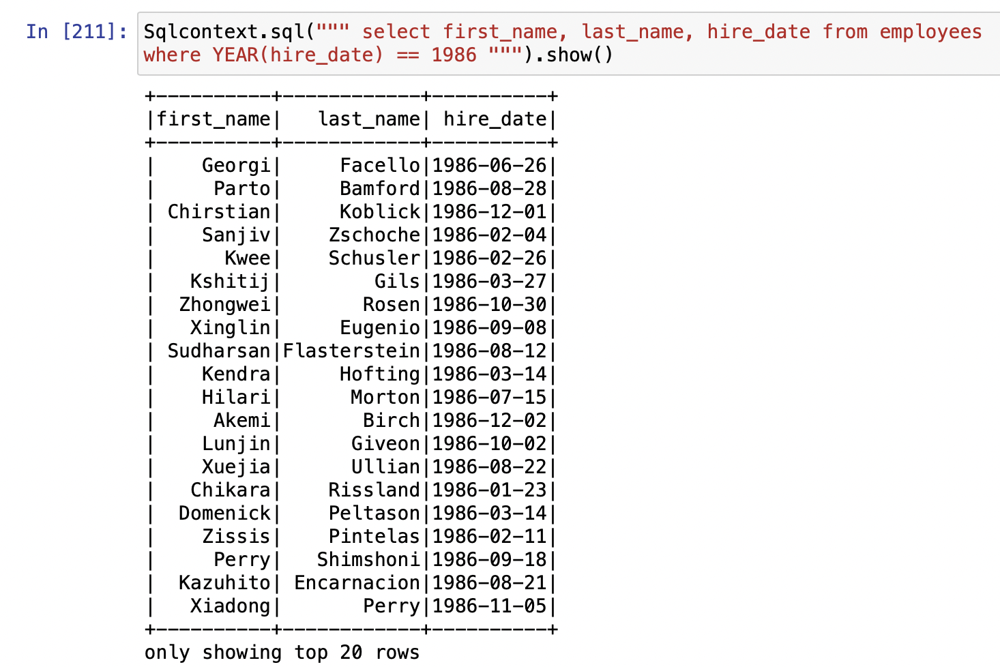 In [211]: Sqlcontext.sql(""" select first_name, last_name, hire_date from employees
where YEAR(hire_date) == 1986 """).show()
+----------+------------+----------+
|first_name|   last_name| hire_date|
+----------+------------+----------+
|    Georgi|     Facello|1986-06-26|
|     Parto|     Bamford|1986-08-28|
| Chirstian|     Koblick|1986-12-01|
|    Sanjiv|    Zschoche|1986-02-04|
|      Kwee|    Schusler|1986-02-26|
|   Kshitij|        Gils|1986-03-27|
|  Zhongwei|       Rosen|1986-10-30|
|   Xinglin|     Eugenio|1986-09-08|
| Sudharsan|Flasterstein|1986-08-12|
|    Kendra|     Hofting|1986-03-14|
|    Hilari|      Morton|1986-07-15|
|     Akemi|       Birch|1986-12-02|
|    Lunjin|      Giveon|1986-10-02|
|    Xuejia|      Ullian|1986-08-22|
|   Chikara|    Rissland|1986-01-23|
|  Domenick|    Peltason|1986-03-14|
|    Zissis|    Pintelas|1986-02-11|
|     Perry|   Shimshoni|1986-09-18|
|  Kazuhito| Encarnacion|1986-08-21|
|   Xiadong|       Perry|1986-11-05|
+----------+------------+----------+
only showing top 20 rows